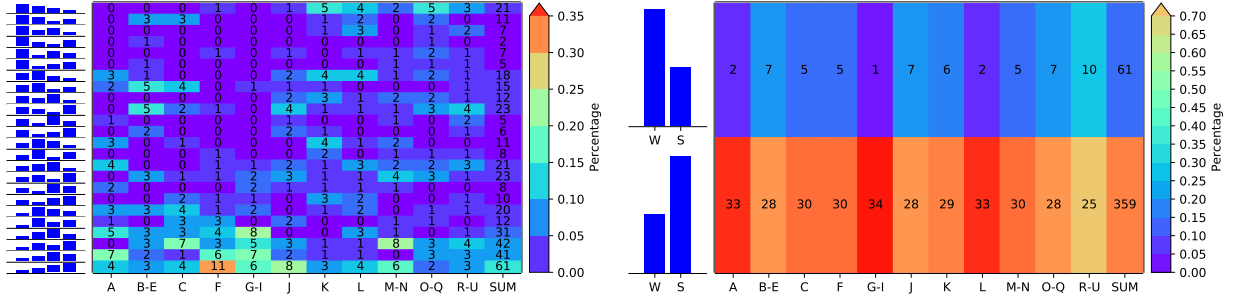 0 0 0 1 0 1 5 4 2 5 3 21
0 3 3 0 0 0 1 2 0 1 1 11
0 0 0 0 0 0 1 3 0 1 2 7
0 1 0 0 0 0 0 0 0 1 0 2
0 0 0 1 0 1 0 1 1 2 1 7
0 1 0 0 0 0 1 0 1 2 1 5
3 1 0 0 0 2 4 4 1 2 1 18
2 5 4 0 1 1 1 0 0 0 1 15
0 0 0 0 0 2 3 1 2 2 1 12
0 5 2 1 0 4 1 1 2 3 4 23
1 0 0 0 0 1 0 0 0 1 2 5
0 2 0 0 0 2 1 0 0 0 1 6
3 0 1 0 0 0 4 2 0 1 0 11
0 0 0 1 0 0 2 0 1 1 1 8
4 0 0 1 1 2 1 3 2 2 3 21
0 3 1 1 2 3 1 2 4 3 1 23
2 0 0 0 2 1 1 1 1 0 0 8
0 0 2 1 1 0 3 2 0 0 0 10
3 3 4 1 2 0 1 2 0 1 1 20
1 0 3 3 0 0 0 1 1 1 0 12
5 3 3 4 8 0 0 3 1 1 1 31
0 3 7 3 5 3 1 1 8 3 4 42
7 2 1 6 7 2 1 1 0 3 3 41
4 3 4 11 6 8 3 4 6 2 3 61
A B-E C F G-I J K L M-N O-Q R-U SUM
0.35
0.30
0.25
0.20
0.15
0.10
0.05
0.00
Percentage
W S
W S
2 7 5 5 1 7 6 2 5 7 10 61
33 28 30 30 34 28 29 33 30 28 25 359
A B-E C F G-I J K L M-N O-Q R-U SUM
0.70
0.65
0.60
0.55
0.50
0.45
0.40
0.35
0.30
0.25
0.20
0.15
0.10
0.05
0.00
Percentage